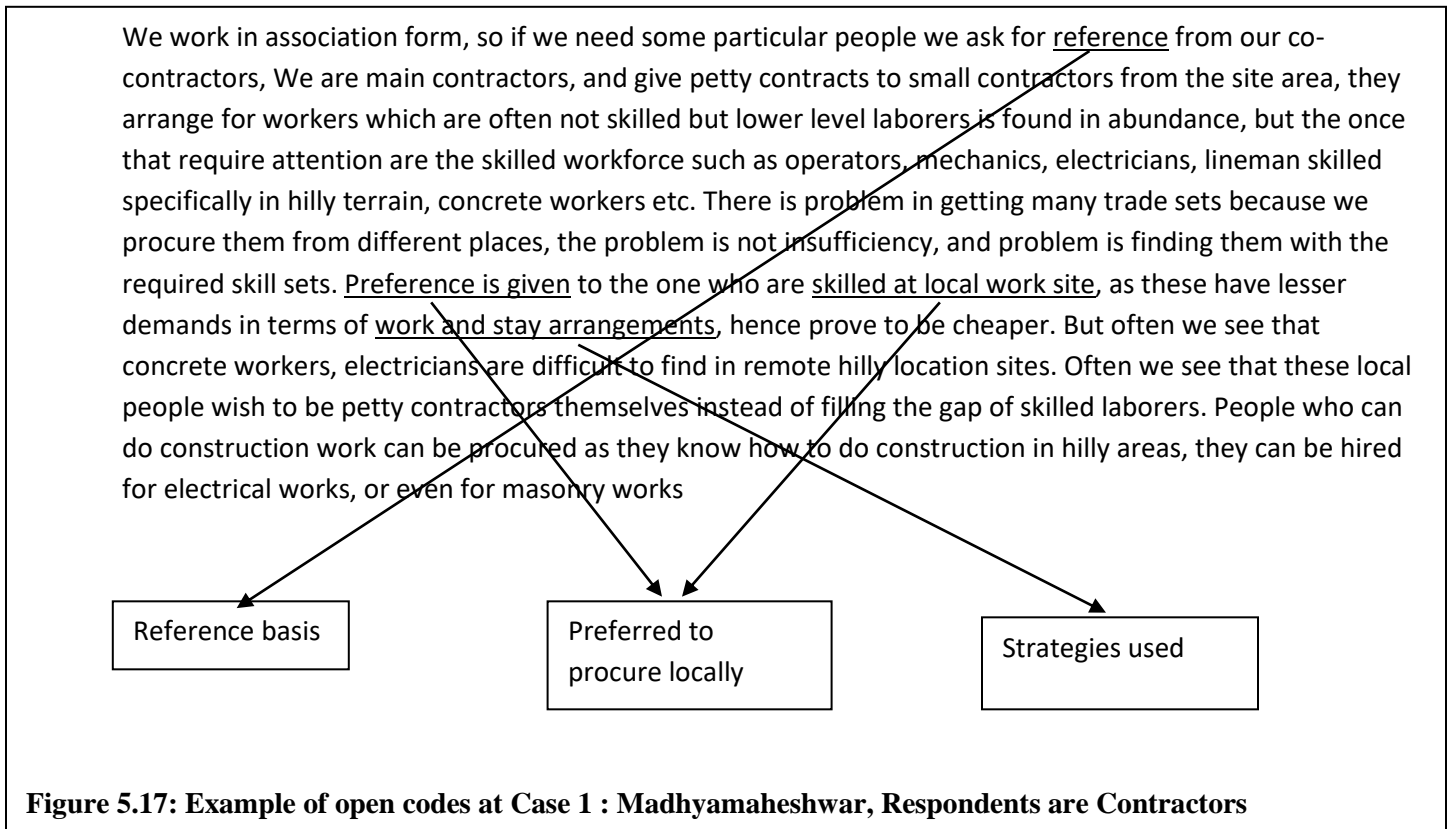 We work in association form, so if we need some particular people we ask for reference from our co-
contractors, We are main contractors, and give petty contracts to small contractors from the site area, they
arrange for workers which are often not skilled but lower level laborers is found in abundance, but the once
that require attention are the skilled workforce such as operators, mechanics, electricians, lineman skilled
specifically in hilly terrain, concrete workers etc. There is problem in getting many trade sets because we
procure them from different places, the problem is not insufficiency, and problem is finding them with the
required skill sets. Preference is given to the one who are skilled at local work site, as these have lesser
demands in terms of work and stay arrangements, hence prove to be cheaper. But often we see that
concrete workers, electricians are difficult to find in remote hilly location sites. Often we see that these local
people wish to be petty contractors themselves instead of filling the gap of skilled laborers. People who can
do construction work can be procured as they know how to do construction in hilly areas, they can be hired
for electrical works, or even for masonry works
Reference basis
Preferred to
procure locally
Strategies used
Figure 5.17: Example of open codes at Case 1 : Madhyamaheshwar, Respondents are Contractors